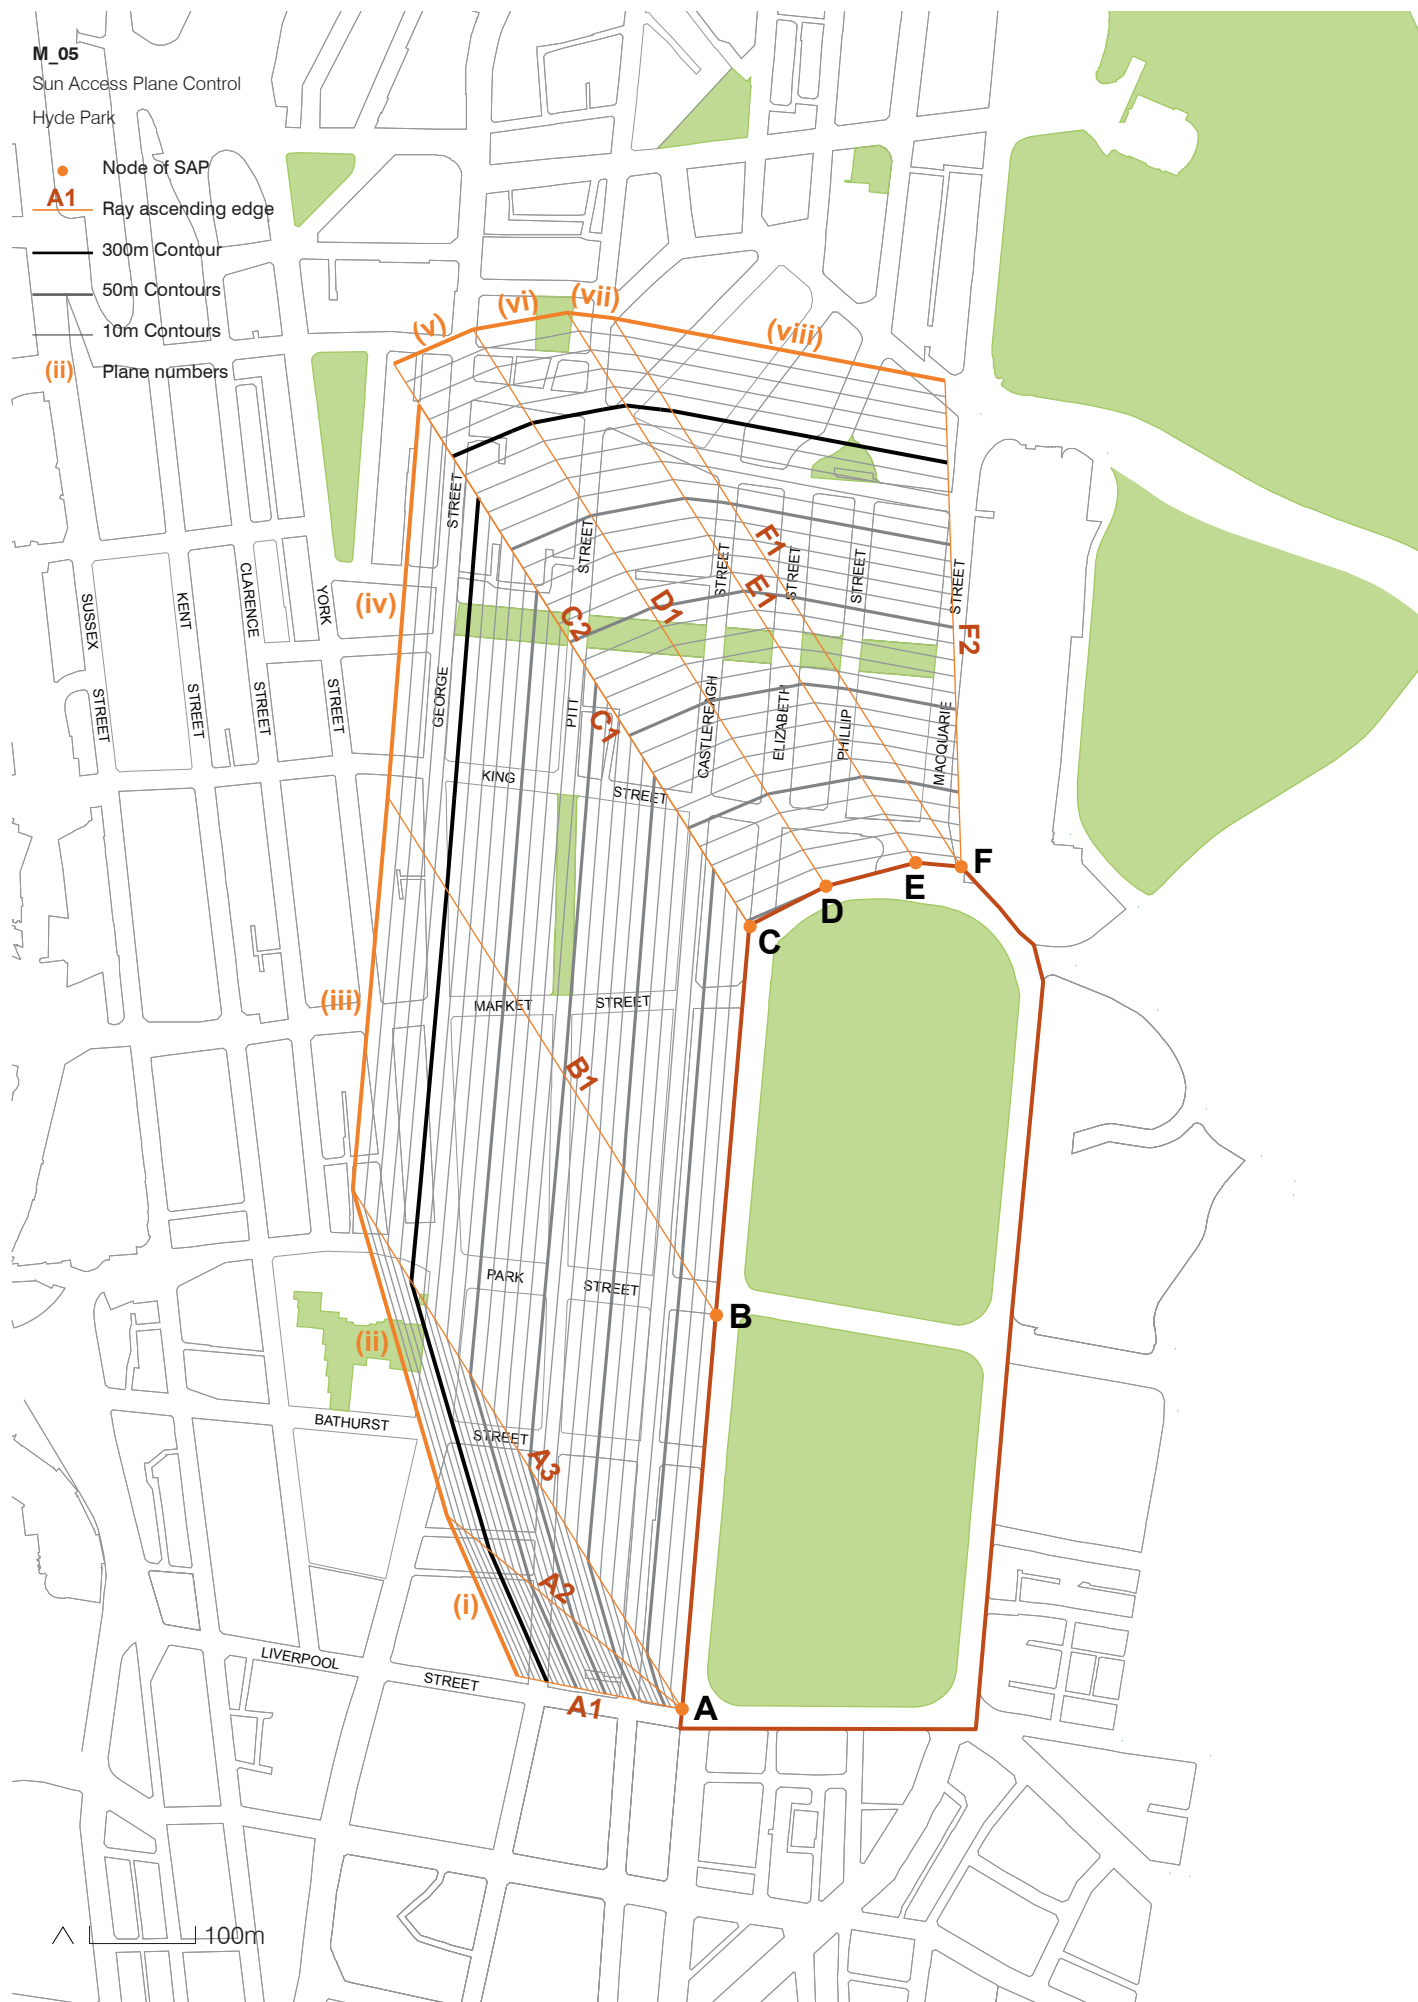 M_05
Sun Access Plane Control
Hyde Park
Node of SAP
A1
Ray ascending edge
300m Contour
50m Contours
10m Contours
(ii)
Plane numbers
(v)
(vi)
(vii)
(viii)
STREET
STREET
STREET
STREET
STREET
STREET
F1
E1
D1
C2
F2
(iv)
SUSSEX
KENT
CLARENCE
YORK
STREET
STREET
STREET
STREET
GEORGE
PITT
C1
CASTLEREAGH
ELIZABETH
PHILLIP
MACQUARIE
KING
STREET
F
E
D
C
(iii)
MARKET
STREET
B1
PARK
STREET
B
(ii)
BATHURST
STREET
A3
A2
(i)
LIVERPOOL
STREET
A1
A
100m